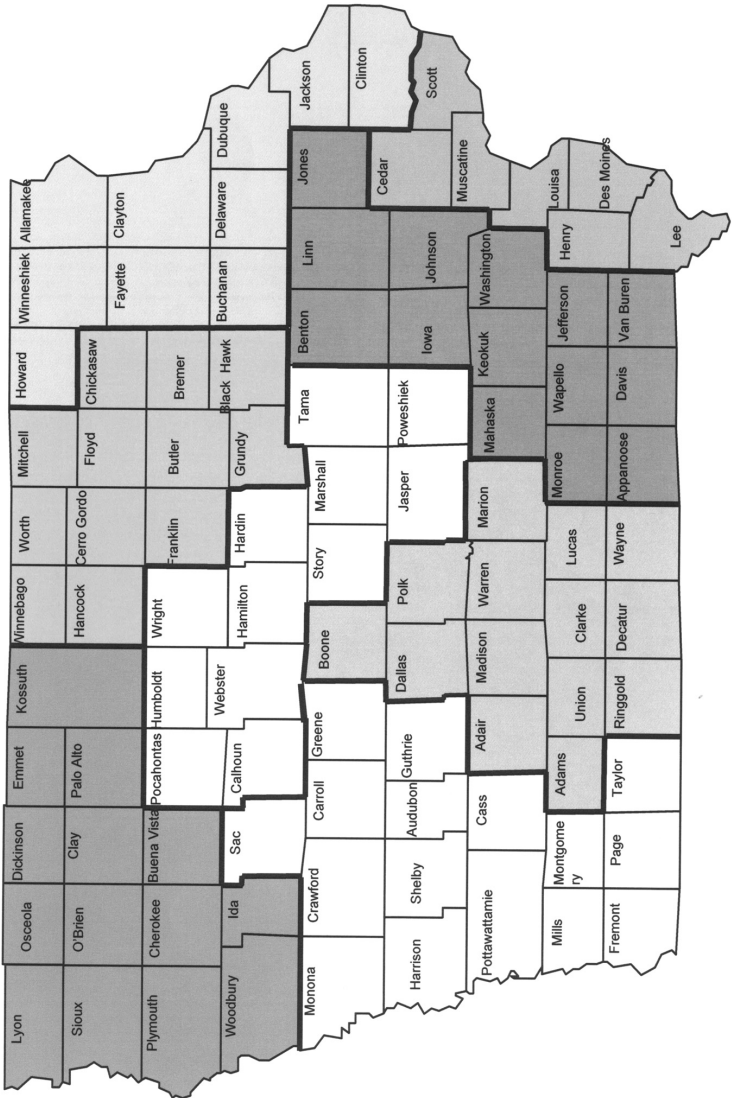 Lyon
Osceola
Dickinson
Emmet
Kossuth
Winnebago
Worth
Mitchell
Howard
Winneshiek
Allamakee
Sioux
O'Brien
Clay
Palo Alto
Hancock
Cerro Gordo
Floyd
Chickasaw
Fayette
Clayton
Plymouth
Cherokee
Buena Vista
Pocahontas
Humboldt
Wright
Franklin
Butler
Bremer
Black Hawk
Buchanan
Delaware
Dubuque
Woodbury
Ida
Sac
Calhoun
Webster
Hamilton
Hardin
Grundy
Tama
Benton
Linn
Jones
Jackson
Monona
Crawford
Carroll
Greene
Boone
Story
Marshall
Clinton
Harrison
Shelby
Audubon
Guthrie
Dallas
Polk
Jasper
Poweshiek
Iowa
Johnson
Cedar
Scott
Pottawattamie
Cass
Adair
Madison
Warren
Marion
Mahaska
Keokuk
Washington
Muscatine
Louisa
Mills
Montgome
ry
Adams
Union
Clarke
Lucas
Monroe
Wapello
Jefferson
Henry
Des Moines
Fremont
Page
Taylor
Ringgold
Decatur
Wayne
Appanoose
Davis
Van Buren
Lee